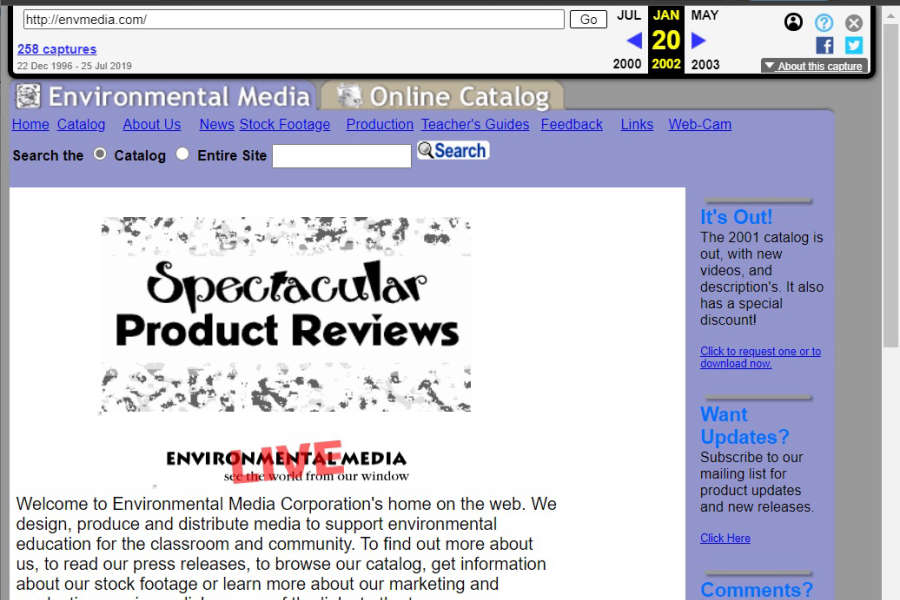 http://envmedia.com/ Go JUL JAN MAY
258 captures 20
22 Dec 1996 - 25 Jul 2019 2000 2002 2003 About this capture
Environmental Media Online Catalog
Home Catalog About Us News Stock Footage Production Teacher's Guides Feedback Links Web-Cam
Search the Catalog Entire Site Search
Spectacular
Product Reviews
ENVIRONMENTAL MEDIA
LIVE
see the world from our window
Welcome to Environmental Media Corporation's home on the web. We
design, produce and distribute media to support environmental
education for the classroom and community. To find out more about
us, to read our press releases, to browse our catalog, get information
about our stock footage or learn more about our marketing and
It's Out!
The 2001 catalog is
out, with new
videos, and
description's. It also
has a special
discount!
Click to request one or to
download now.
Want
Updates?
Subscribe to our
mailing list for
product updates
and new releases.
Click Here
Comments?